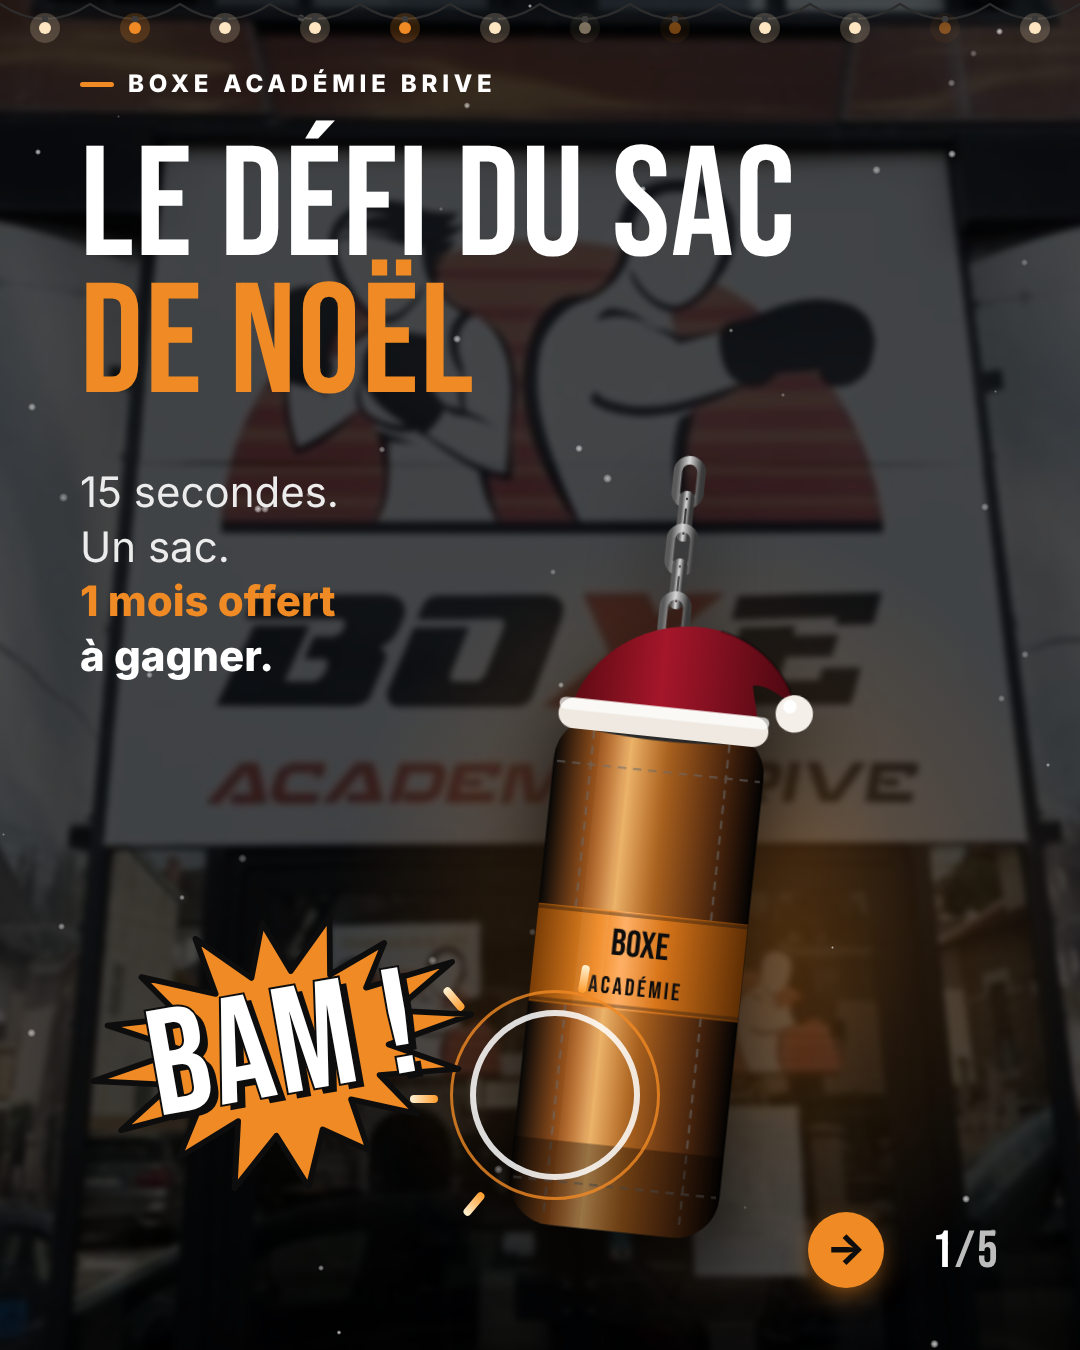 BOXE ACADÉMIE BRIVE
LE DÉFI DU SAC
DE NOËL
15 secondes.
Un sac.
1 mois offert
à gagner.
BOXE
BOXE
ACADÉMIE
BAM !
1/5